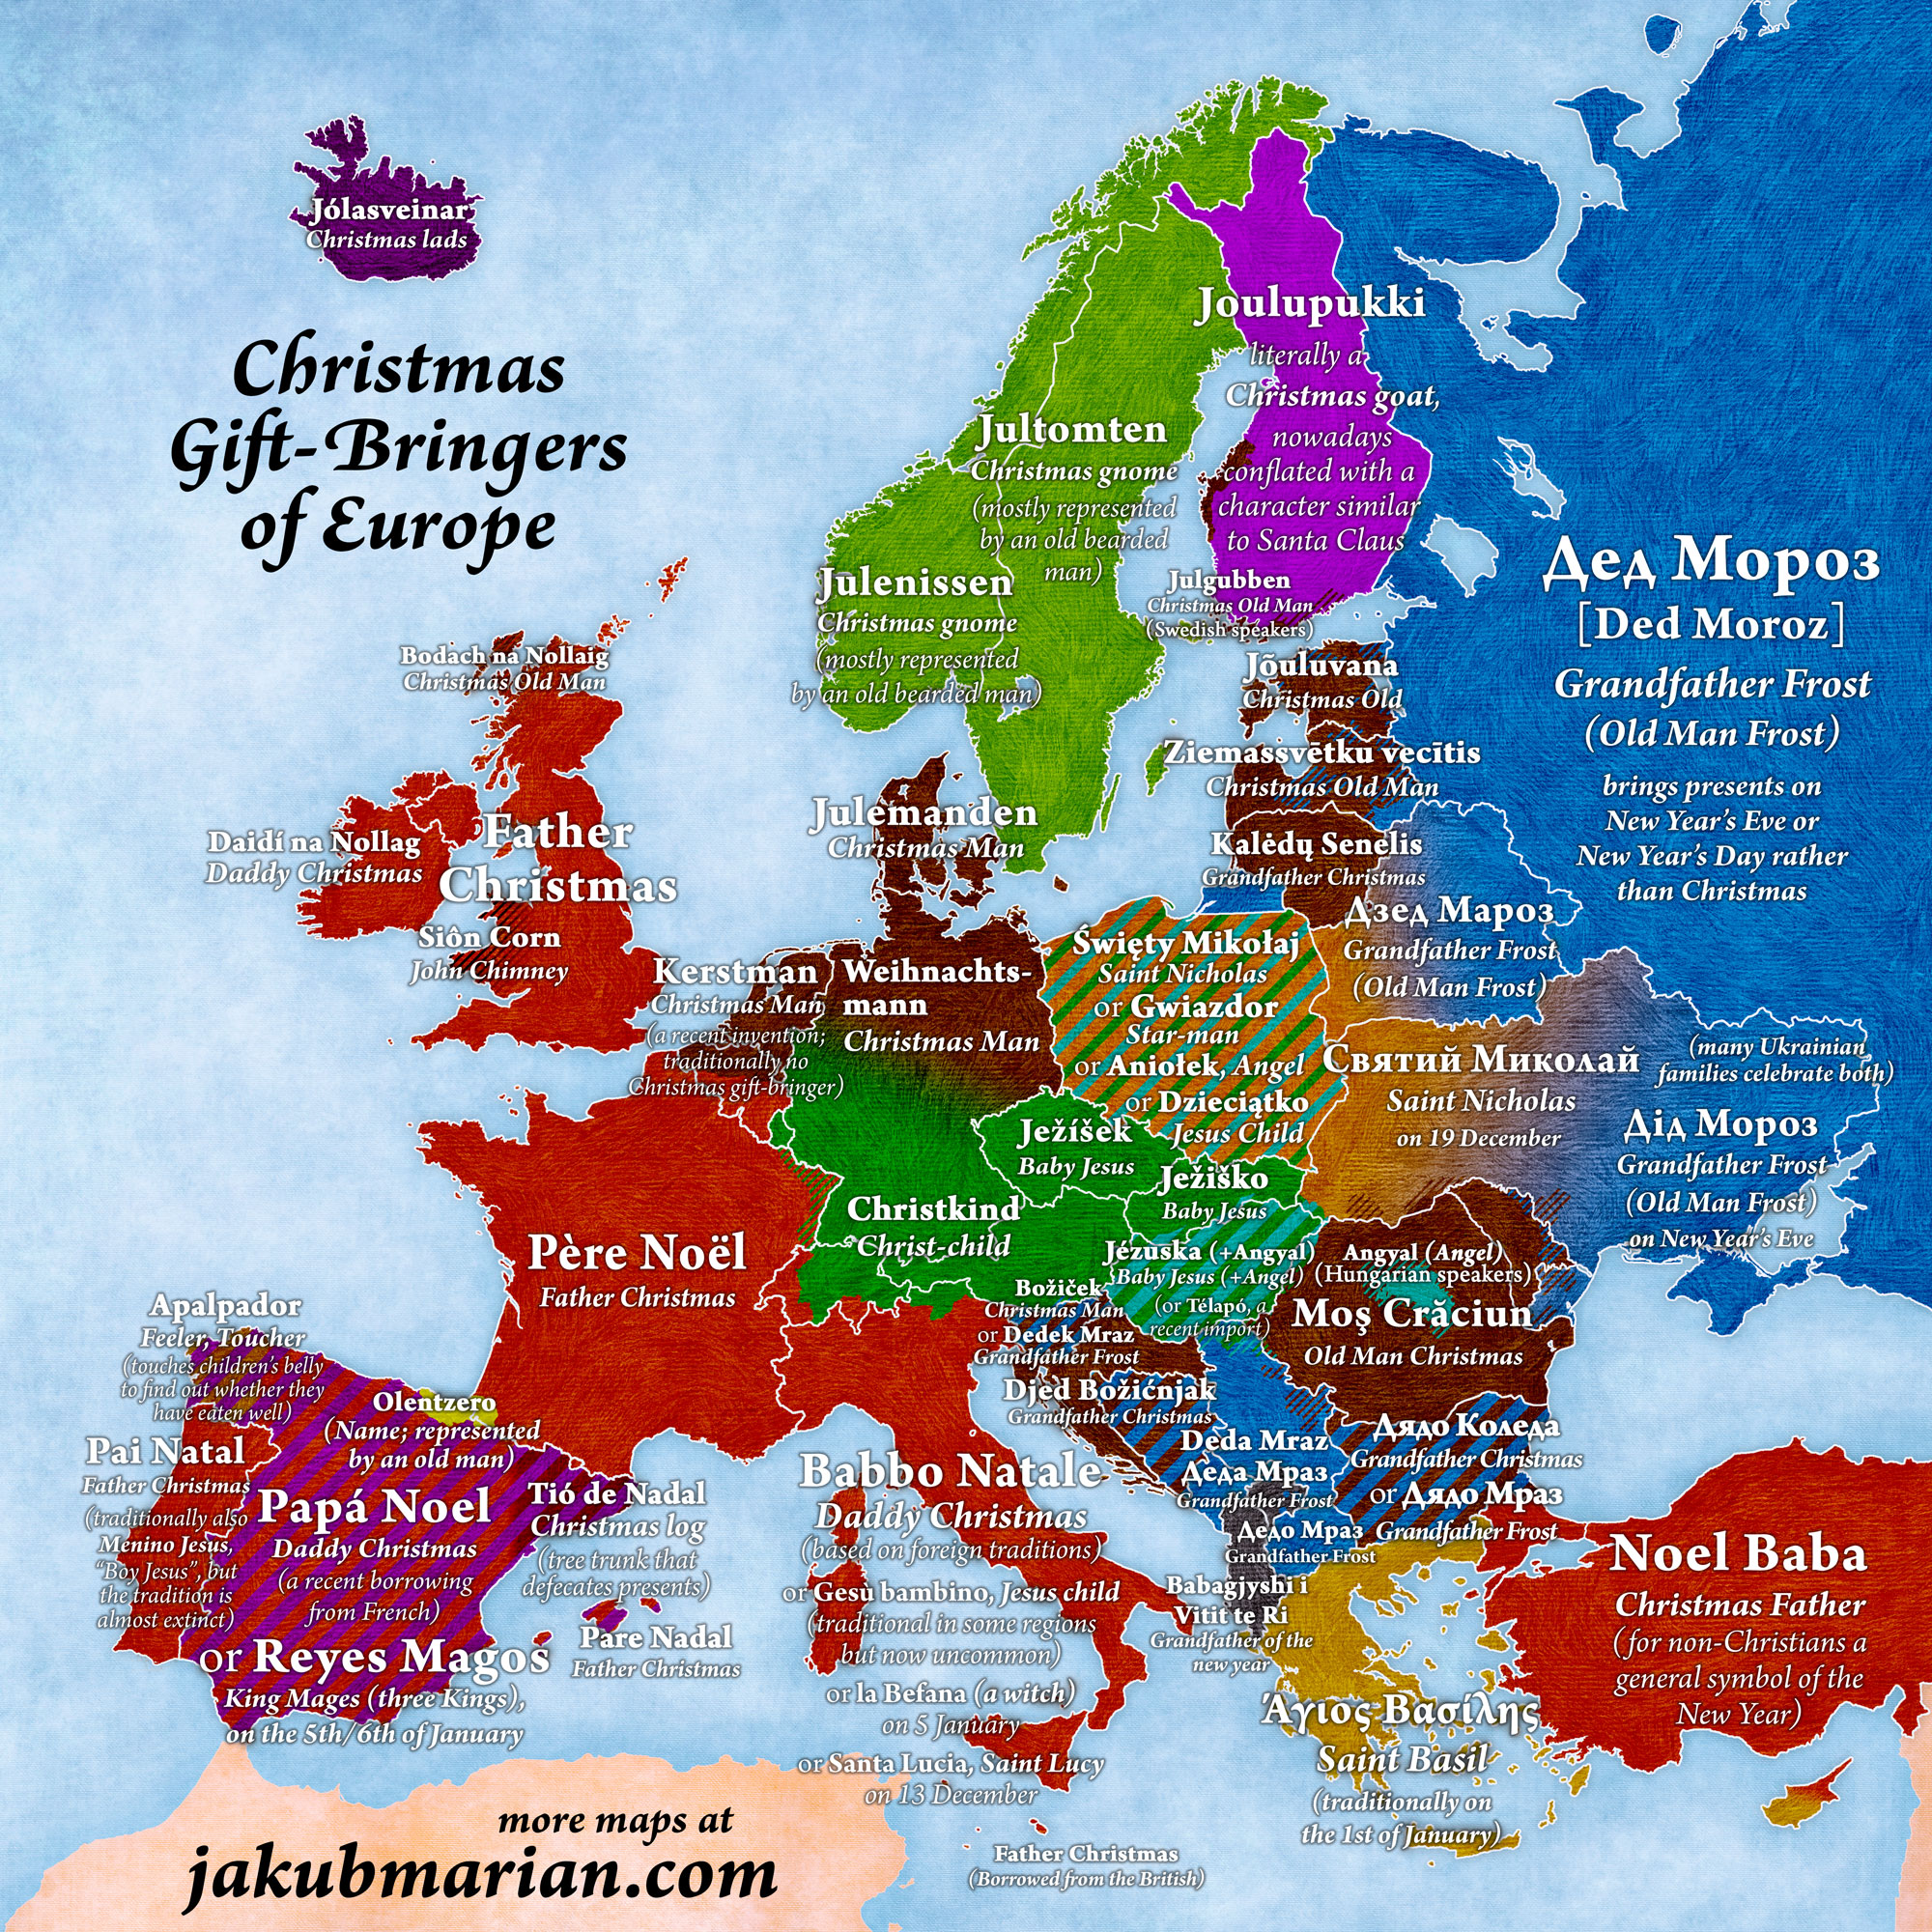 Jólasveinar
Christmas lads
Christmas
Gift-Bringers
of Europe
Joulupukki
literally a
Christmas goat,
nowadays
conflated with a
character similar
to Santa Claus
Jultomten
Christmas gnome
(mostly represented
by an old bearded
man)
Julenissen
Christmas gnome
(mostly represented
by an old bearded man)
Julgubben
Christmas Old Man
(Swedish speakers)
Дед Мороз
[Ded Moroz]
Grandfather Frost
(Old Man Frost)
brings presents on
New Year's Eve or
New Year's Day rather
than Christmas
Bodach na Nollaig
Christmas Old Man
Jõuluvana
Christmas Old
Ziemassvētku vecītis
Christmas Old Man
Kalėdų Senelis
Grandfather Christmas
Дзед Мароз
Grandfather Frost
(Old Man Frost)
Julemanden
Christmas Man
Daidí na Nollag
Daddy Christmas
Father
Christmas
Siôn Corn
John Chimney
Kerstman
Christmas Man
(a recent invention;
traditionally no
Christmas gift-bringer)
Weihnachts-
mann
Christmas Man
Święty Mikołaj
Saint Nicholas
or Gwiazdor
Star-man
or Aniołek, Angel
or Dzieciątko
Jesus Child
Святий Миколай
Saint Nicholas
on 19 December
(many Ukrainian
families celebrate both)
Дід Мороз
Grandfather Frost
(Old Man Frost)
on New Year's Eve
Ježíšek
Baby Jesus
Ježiško
Baby Jesus
Christkind
Christ-child
Père Noël
Father Christmas
Jézuska (+Angyal)
Baby Jesus (+Angel)
(or Télapó, a
recent import)
Angyal (Angel)
(Hungarian speakers)
Moş Crăciun
Old Man Christmas
Božiček
Christmas Man
or Dedek Mraz
Grandfather Frost
Djed Božićnjak
Grandfather Christmas
Deda Mraz
Деда Мраз
Grandfather Frost
Дядо Коледа
Grandfather Christmas
or Дядо Мраз
Grandfather Frost
Дедо Мраз
Grandfather Frost
Babagjyshi i
Vitit te Ri
Grandfather of the
new year
Apalpador
Feeler, Toucher
(touches children's belly
to find out whether they
have eaten well)
Olentzero
(Name; represented
by an old man)
Pai Natal
Father Christmas
(traditionally also
Menino Jesus,
"Boy Jesus", but
the tradition is
almost extinct)
Papá Noel
Daddy Christmas
(a recent borrowing
from French)
or Reyes Magos
King Mages (three Kings),
on the 5th/6th of January
Tió de Nadal
Christmas log
(tree trunk that
defecates presents)
Pare Nadal
Father Christmas
Babbo Natale
Daddy Christmas
(based on foreign traditions)
or Gesù bambino, Jesus child
(traditional in some regions
but now uncommon)
or la Befana (a witch)
on 5 January
or Santa Lucia, Saint Lucy
on 13 December
Noel Baba
Christmas Father
(for non-Christians a
general symbol of the
New Year)
Άγιος Βασίλης
Saint Basil
(traditionally on
the 1st of January)
Father Christmas
(Borrowed from the British)
more maps at
jakubmarian.com